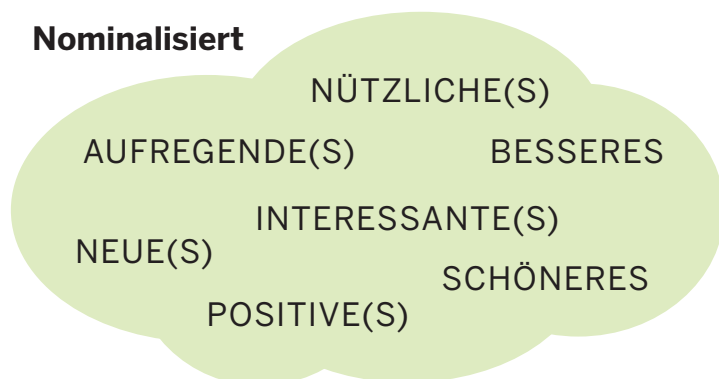 Nominalisiert
NÜTZLICHE(S)
AUFREGENDE(S) BESSERES
INTERESSANTE(S)
NEUE(S)
SCHÖNERES
POSITIVE(S)